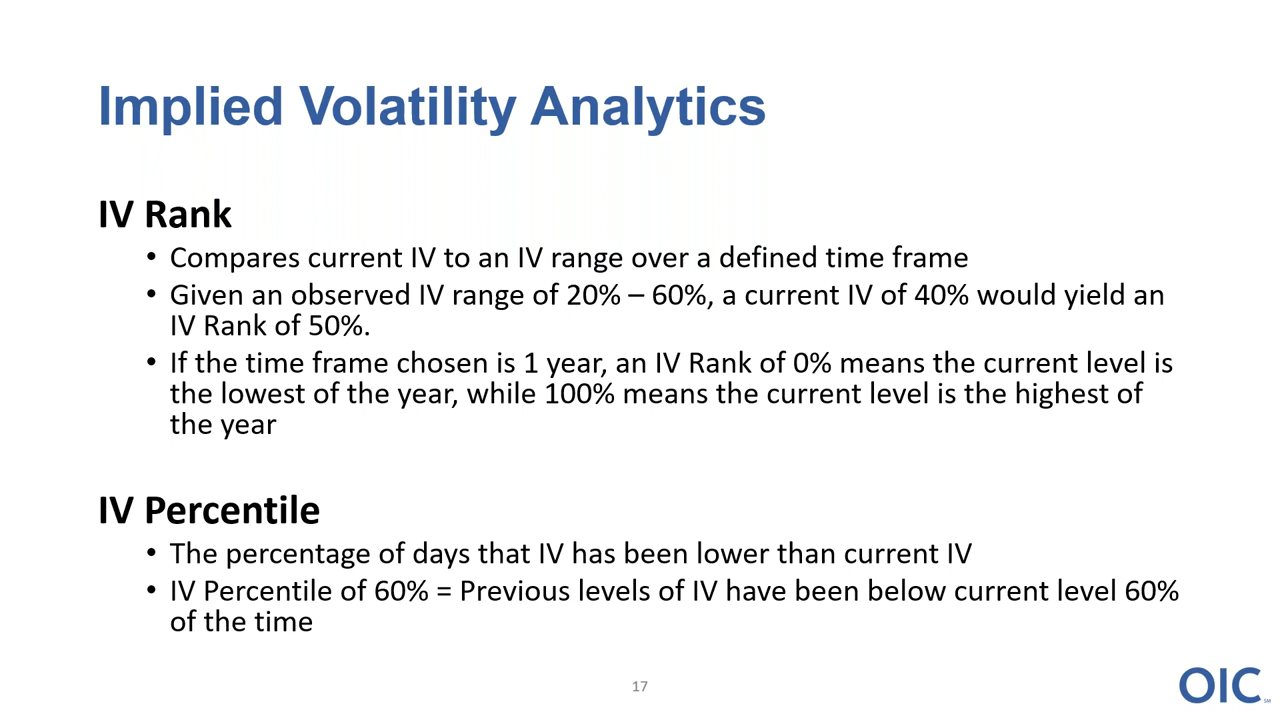 Implied Volatility Analytics
IV Rank
• Compares current IV to an IV range over a defined time frame
• Given an observed IV range of 20% – 60%, a current IV of 40% would yield an
IV Rank of 50%.
• If the time frame chosen is 1 year, an IV Rank of 0% means the current level is
the lowest of the year, while 100% means the current level is the highest of
the year
IV Percentile
• The percentage of days that IV has been lower than current IV
• IV Percentile of 60% = Previous levels of IV have been below current level 60%
of the time
17
OIC℠